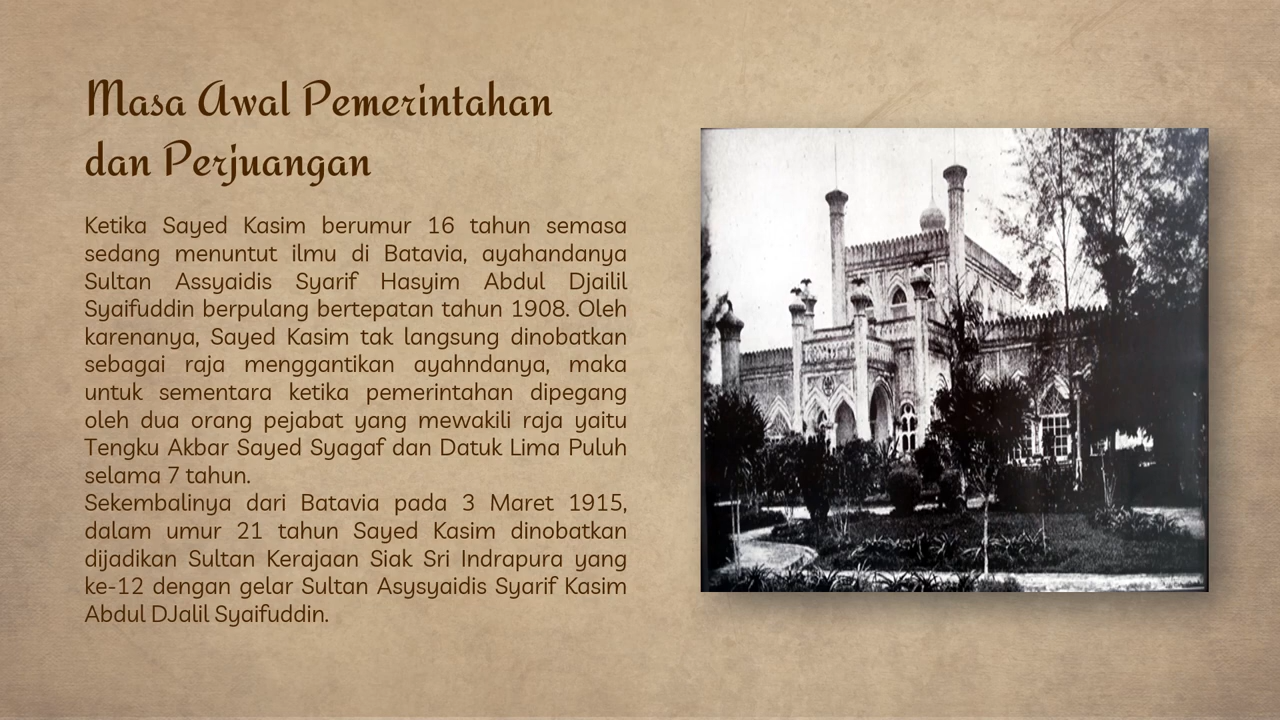 Masa Awal Pemerintahan
dan Perjuangan
Ketika Sayed Kasim berumur 16 tahun semasa
sedang menuntut ilmu di Batavia, ayahandanya
Sultan Assyaidis Syarif Hasyim Abdul Djailil
Syaifuddin berpulang bertepatan tahun 1908. Oleh
karenanya, Sayed Kasim tak langsung dinobatkan
sebagai raja menggantikan ayahndanya, maka
untuk sementara ketika pemerintahan dipegang
oleh dua orang pejabat yang mewakili raja yaitu
Tengku Akbar Sayed Syagaf dan Datuk Lima Puluh
selama 7 tahun.
Sekembalinya dari Batavia pada 3 Maret 1915,
dalam umur 21 tahun Sayed Kasim dinobatkan
dijadikan Sultan Kerajaan Siak Sri Indrapura yang
ke-12 dengan gelar Sultan Asysyaidis Syarif Kasim
Abdul DJalil Syaifuddin.